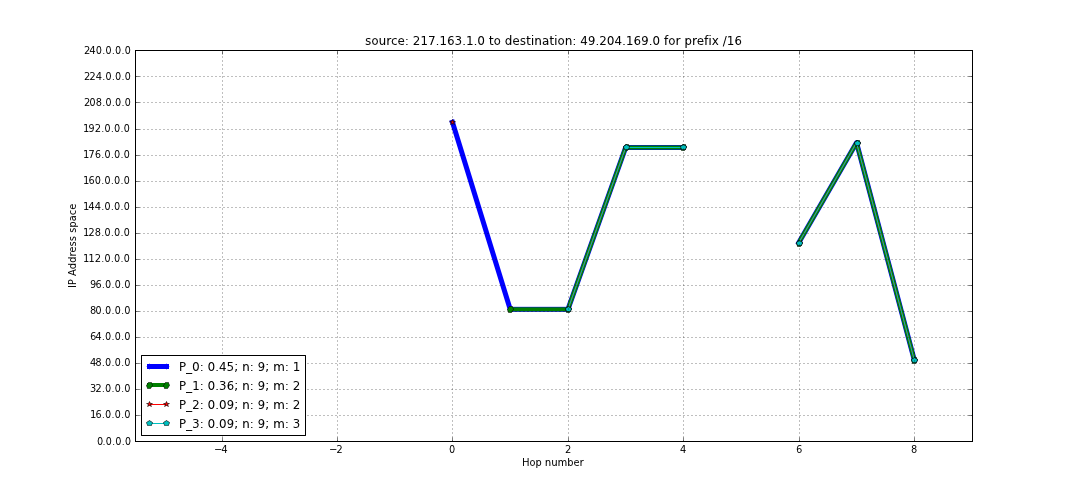 source: 217.163.1.0 to destination: 49.204.169.0 for prefix /16
240.0.0.0
224.0.0.0
208.0.0.0
192.0.0.0
176.0.0.0
160.0.0.0
144.0.0.0
128.0.0.0
112.0.0.0
96.0.0.0
80.0.0.0
64.0.0.0
48.0.0.0
32.0.0.0
16.0.0.0
0.0.0.0
IP Address space
P_0: 0.45; n: 9; m: 1
P_1: 0.36; n: 9; m: 2
P_2: 0.09; n: 9; m: 2
P_3: 0.09; n: 9; m: 3
−4 −2 0 2 4 6 8
Hop number